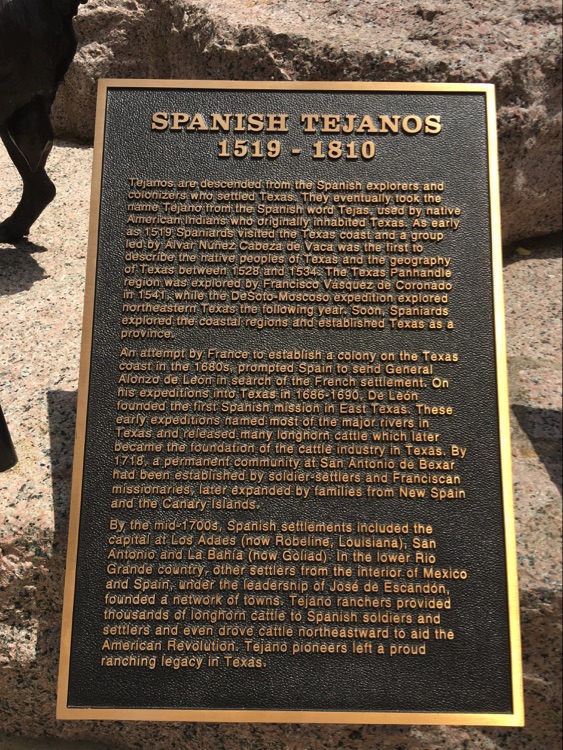 SPANISH TEJANOS
1519 - 1810
Tejanos are descended from the Spanish explorers and
colonizers who settled Texas. They eventually took the
name Tejano from the Spanish word Tejas, used by native
American Indians who originally inhabited Texas. As early
as 1519 Spaniards visited the Texas coast and a group
led by Álvar Núñez Cabeza de Vaca was the first to
describe the native peoples of Texas and the geography
of Texas between 1528 and 1534. The Texas Panhandle
region was explored by Francisco Vásquez de Coronado
in 1541, while the DeSoto-Moscoso expedition explored
northeastern Texas the following year. Soon, Spaniards
explored the coastal regions and established Texas as a
province.
An attempt by France to establish a colony on the Texas
coast in the 1680s, prompted Spain to send General
Alonzo de León in search of the French settlement. On
his expeditions into Texas in 1686-1690, De León
founded the first Spanish mission in East Texas. These
early expeditions named most of the major rivers in
Texas and released many longhorn cattle which later
became the foundation of the cattle industry in Texas. By
1718, a permanent community at San Antonio de Bexar
had been established by soldier-settlers and Franciscan
missionaries, later expanded by families from New Spain
and the Canary Islands.
By the mid-1700s, Spanish settlements included the
capital at Los Adaes (now Robeline, Louisiana), San
Antonio and La Bahía (now Goliad). In the lower Rio
Grande country, other settlers from the interior of Mexico
and Spain, under the leadership of José de Escandón,
founded a network of towns. Tejano ranchers provided
thousands of longhorn cattle to Spanish soldiers and
settlers and even drove cattle northeastward to aid the
American Revolution. Tejano pioneers left a proud
ranching legacy in Texas.